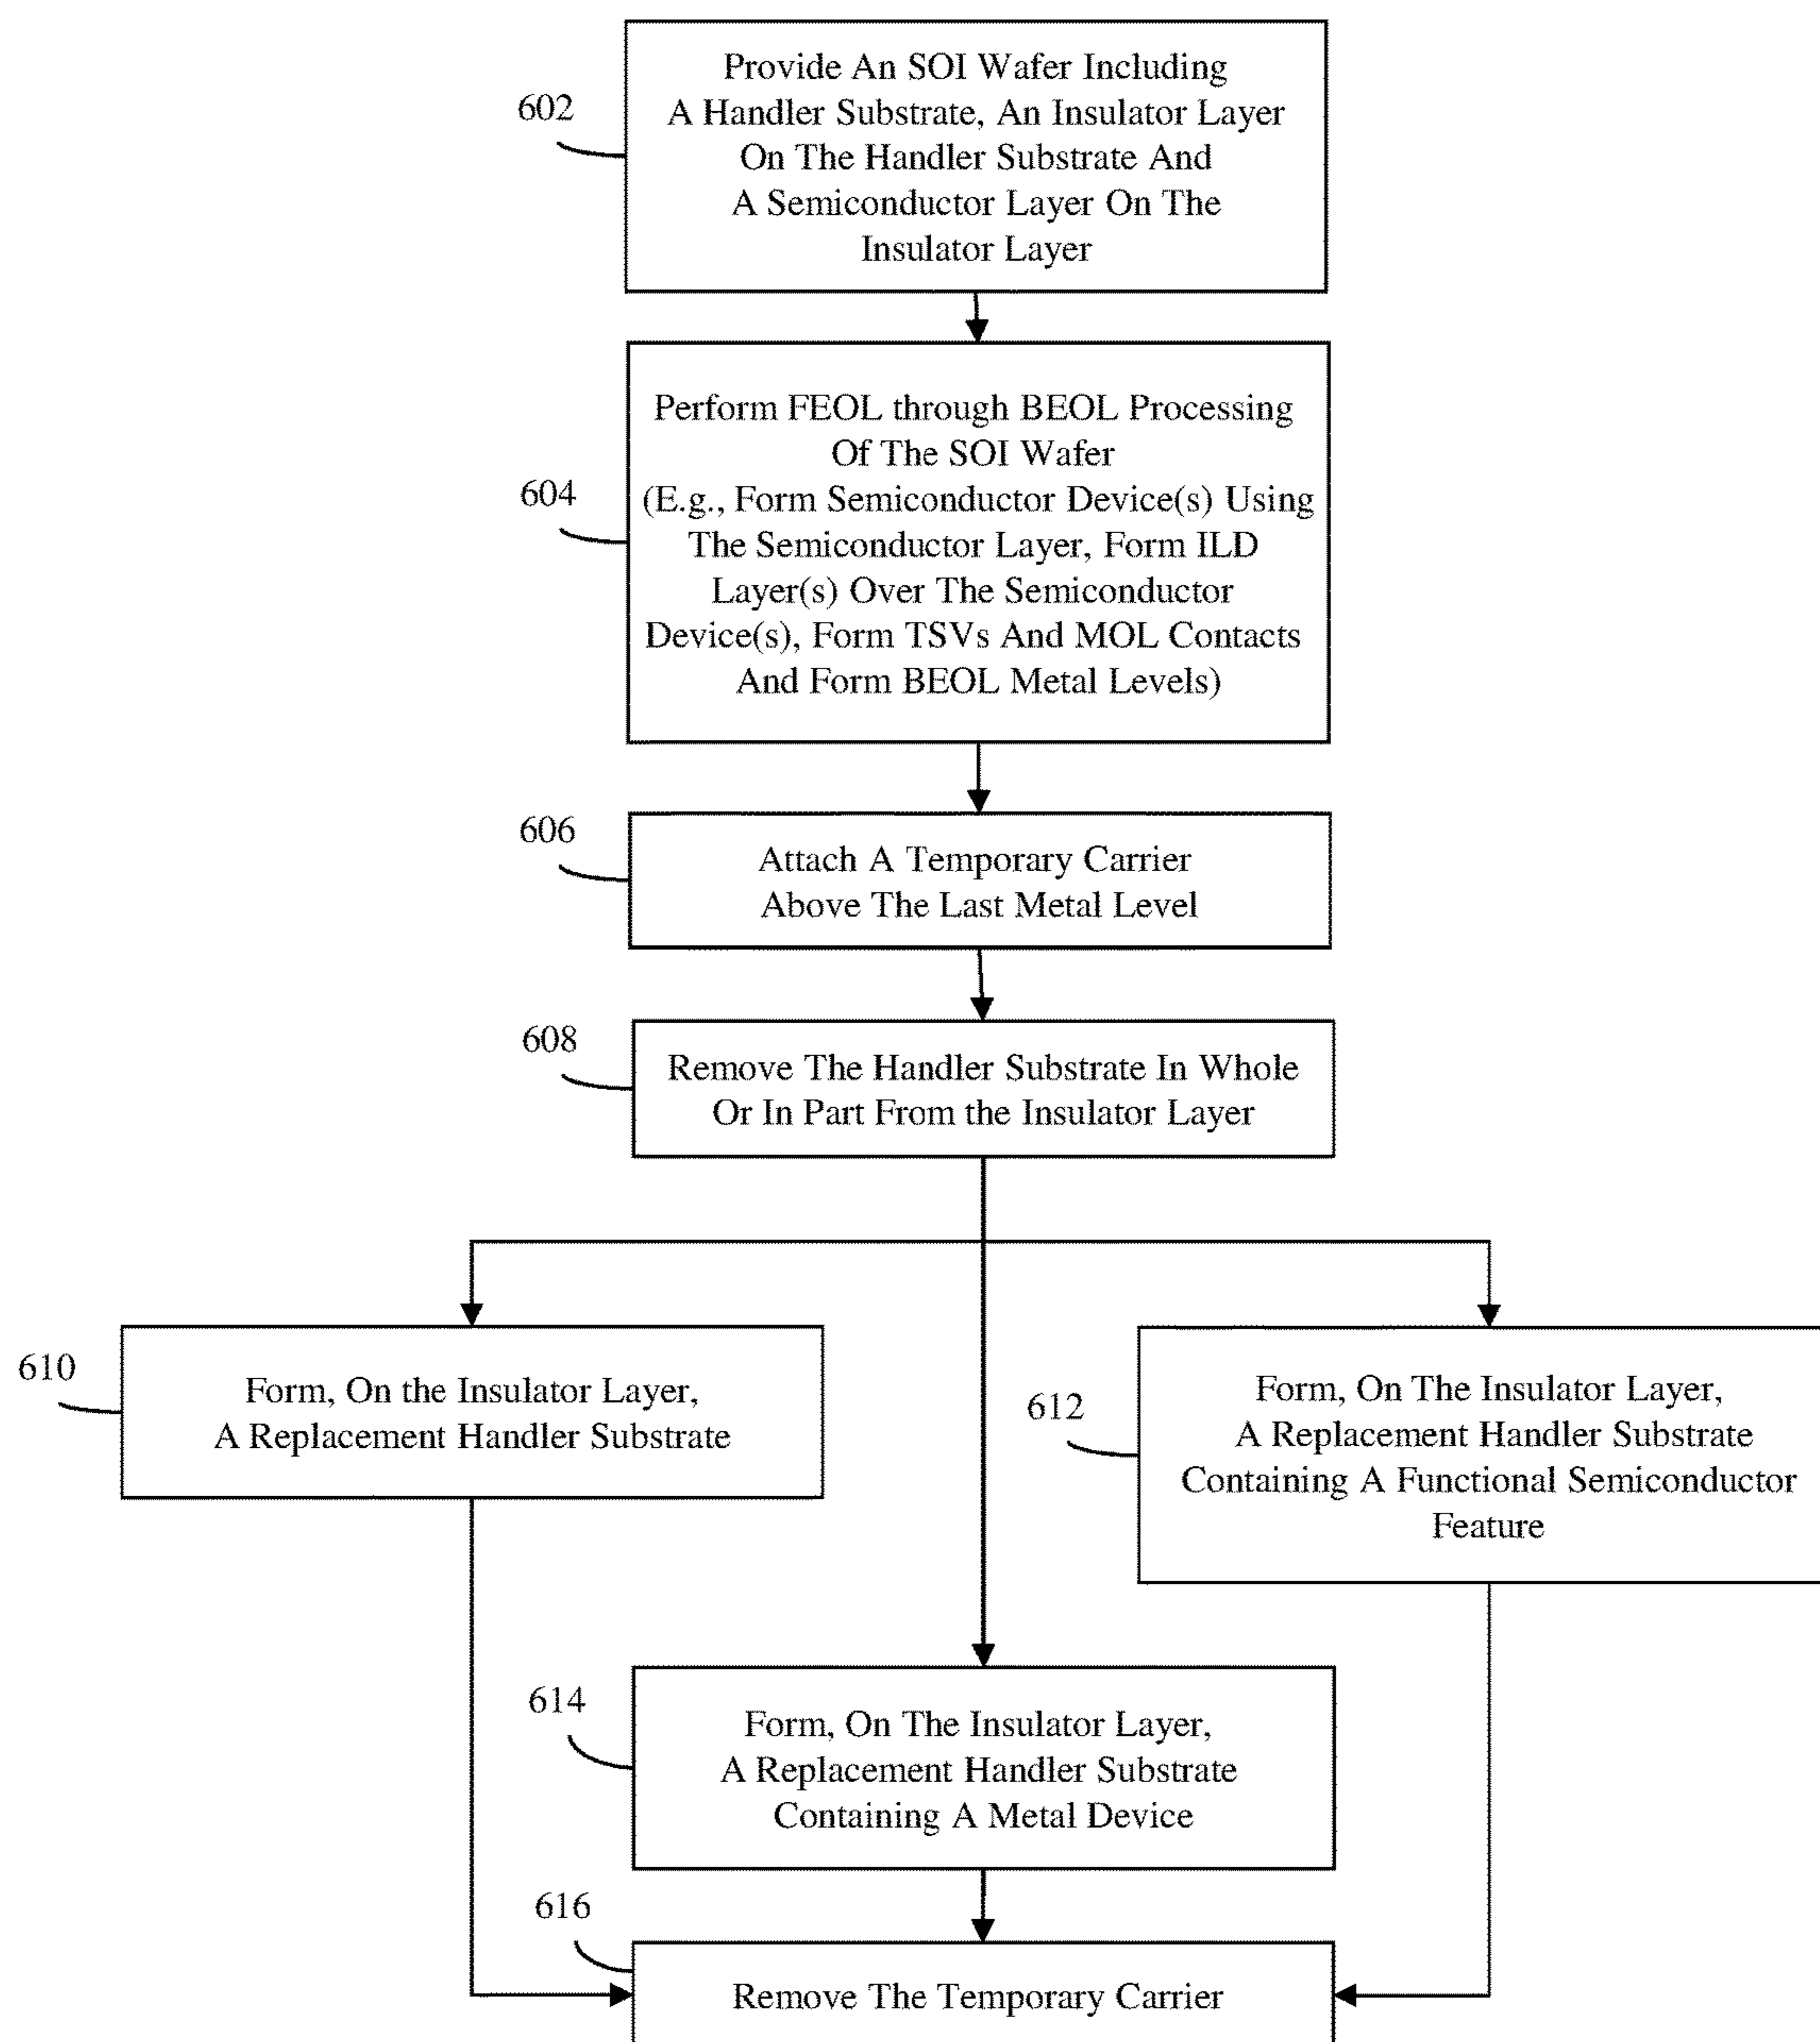 602
Provide An SOI Wafer Including
A Handler Substrate, An Insulator Layer
On The Handler Substrate And
A Semiconductor Layer On The
Insulator Layer
604
Perform FEOL through BEOL Processing
Of The SOI Wafer
(E.g., Form Semiconductor Device(s) Using
The Semiconductor Layer, Form ILD
Layer(s) Over The Semiconductor
Device(s), Form TSVs And MOL Contacts
And Form BEOL Metal Levels)
606
Attach A Temporary Carrier
Above The Last Metal Level
608
Remove The Handler Substrate In Whole
Or In Part From the Insulator Layer
610
Form, On the Insulator Layer,
A Replacement Handler Substrate
612
Form, On The Insulator Layer,
A Replacement Handler Substrate
Containing A Functional Semiconductor
Feature
614
Form, On The Insulator Layer,
A Replacement Handler Substrate
Containing A Metal Device
616
Remove The Temporary Carrier